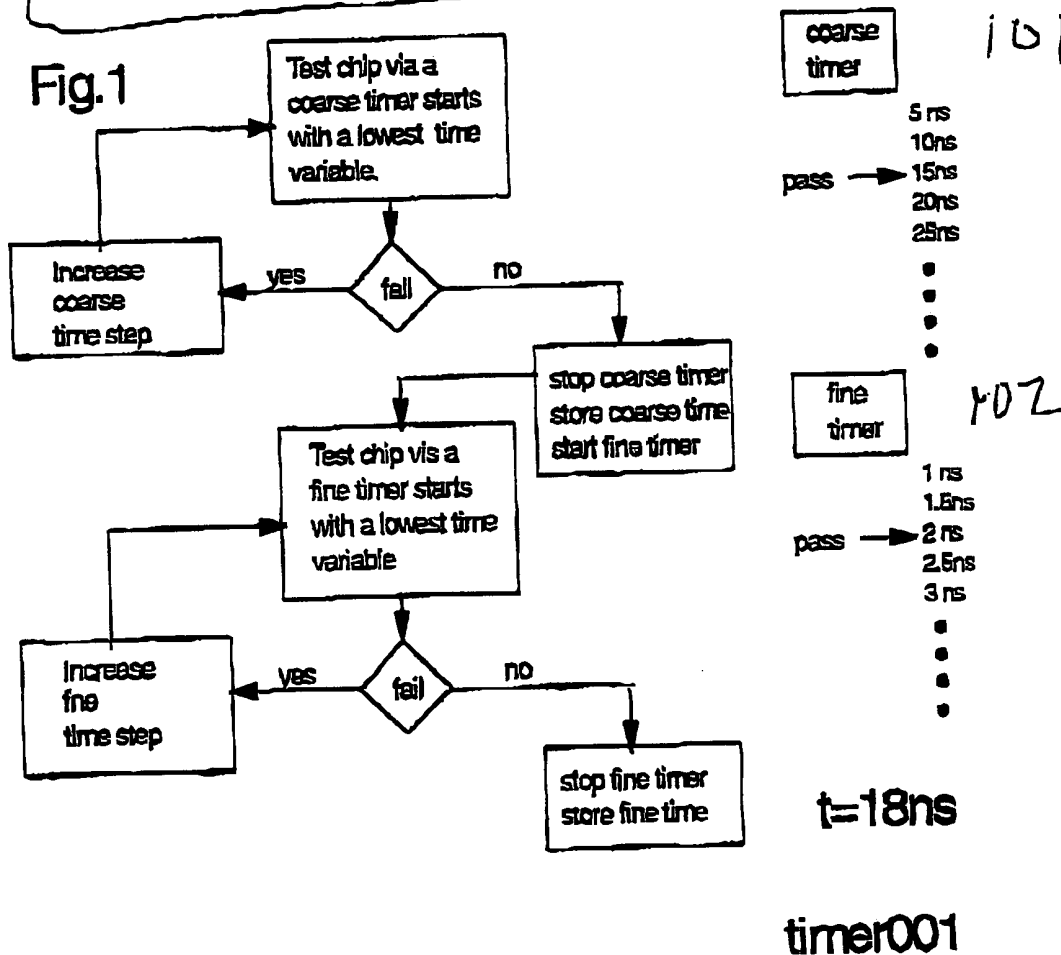 Fig.1
Test chip via a
coarse timer starts
with a lowest time
variable.
fail
yes
no
Increase
coarse
time step
stop coarse timer
store coarse time
start fine timer
Test chip vis a
fine timer starts
with a lowest time
variable
fail
yes
no
Increase
fne
time step
stop fine timer
store fine time
coarse
timer
101
5 ns
10ns
pass
15ns
20ns
25ns
fine
timer
102
1 ns
1.5ns
pass
2 ns
2.5ns
3 ns
t=18ns
timer001